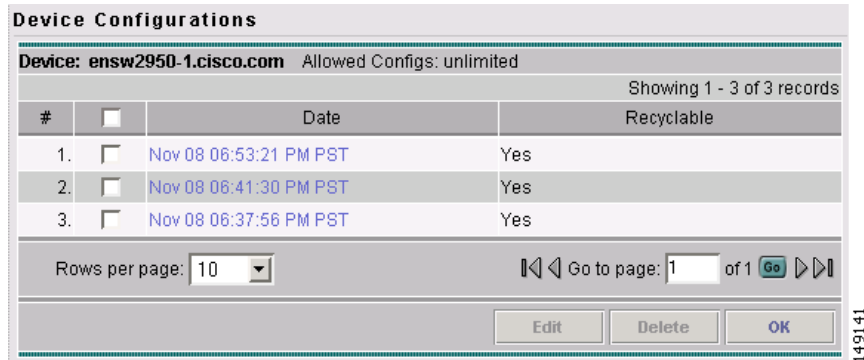 Device Configurations
Device: ensw2950-1.cisco.com Allowed Configs: unlimited
Showing 1 - 3 of 3 records
# Date Recyclable
1. Nov 08 06:53:21 PM PST Yes
2. Nov 08 06:41:30 PM PST Yes
3. Nov 08 06:37:56 PM PST Yes
Rows per page: 10 Go to page: 1 of 1 Go
Edit Delete OK
149141